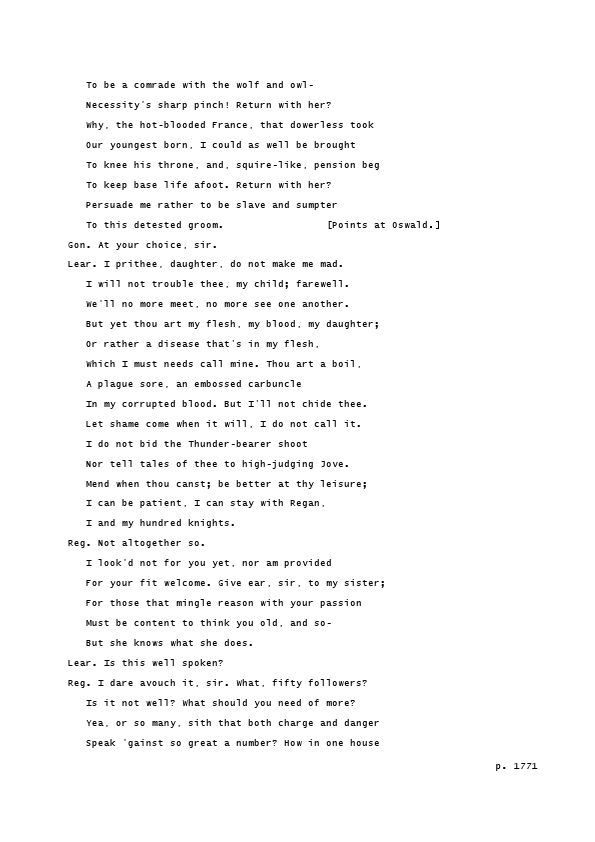 To be a comrade with the wolf and owl-
Necessity's sharp pinch! Return with her?
Why, the hot-blooded France, that dowerless took
Our youngest born, I could as well be brought
To knee his throne, and, squire-like, pension beg
To keep base life afoot. Return with her?
Persuade me rather to be slave and sumpter
To this detested groom. [Points at Oswald.]
Gon. At your choice, sir.
Lear. I prithee, daughter, do not make me mad.
I will not trouble thee, my child; farewell.
We'll no more meet, no more see one another.
But yet thou art my flesh, my blood, my daughter;
Or rather a disease that's in my flesh,
Which I must needs call mine. Thou art a boil,
A plague sore, an embossed carbuncle
In my corrupted blood. But I'll not chide thee.
Let shame come when it will, I do not call it.
I do not bid the Thunder-bearer shoot
Nor tell tales of thee to high-judging Jove.
Mend when thou canst; be better at thy leisure;
I can be patient, I can stay with Regan,
I and my hundred knights.
Reg. Not altogether so.
I look'd not for you yet, nor am provided
For your fit welcome. Give ear, sir, to my sister;
For those that mingle reason with your passion
Must be content to think you old, and so-
But she knows what she does.
Lear. Is this well spoken?
Reg. I dare avouch it, sir. What, fifty followers?
Is it not well? What should you need of more?
Yea, or so many, sith that both charge and danger
Speak 'gainst so great a number? How in one house
p. 1771